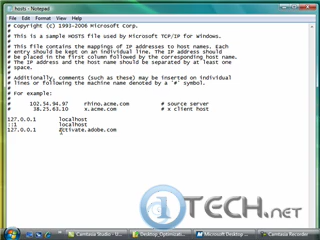 hosts - Notepad
File Edit Format View Help
# Copyright (c) 1993-2006 Microsoft Corp.
#
# This is a sample HOSTS file used by Microsoft TCP/IP for Windows.
#
# This file contains the mappings of IP addresses to host names. Each
# entry should be kept on an individual line. The IP address should
# be placed in the first column followed by the corresponding host name.
# The IP address and the host name should be separated by at least one
# space.
#
# Additionally, comments (such as these) may be inserted on individual
# lines or following the machine name denoted by a '#' symbol.
#
# For example:
#
# 102.54.94.97 rhino.acme.com # source server
# 38.25.63.10 x.acme.com # x client host
127.0.0.1 localhost
::1 localhost
127.0.0.1 activate.adobe.com
1TECH.net
Camtasia Studio - U...
Desktop_Optimizati...
Microsoft Desktop ...
Camtasia Recorder